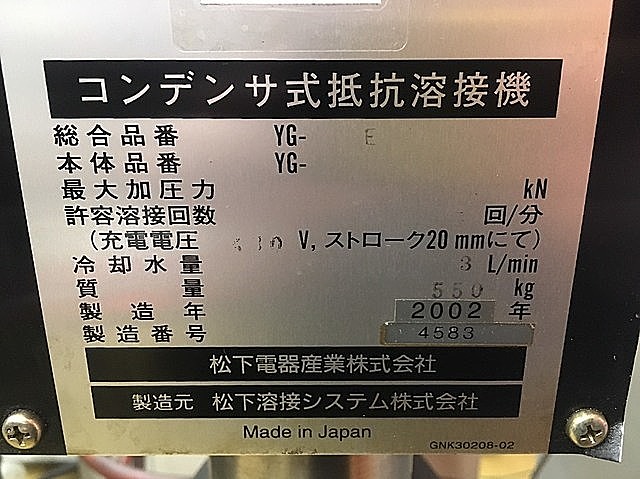 コンデンサ式抵抗溶接機
総合品番 YG- E
本体品番 YG-
最大加圧力 kN
許容溶接回数 回/分
(充電電圧 V, ストローク20mmにて)
冷却水量 3 L/min
質量 550 kg
製造年 2002 年
製造番号 4583
松下電器産業株式会社
製造元 松下溶接システム株式会社
Made in Japan
GNK30208-02